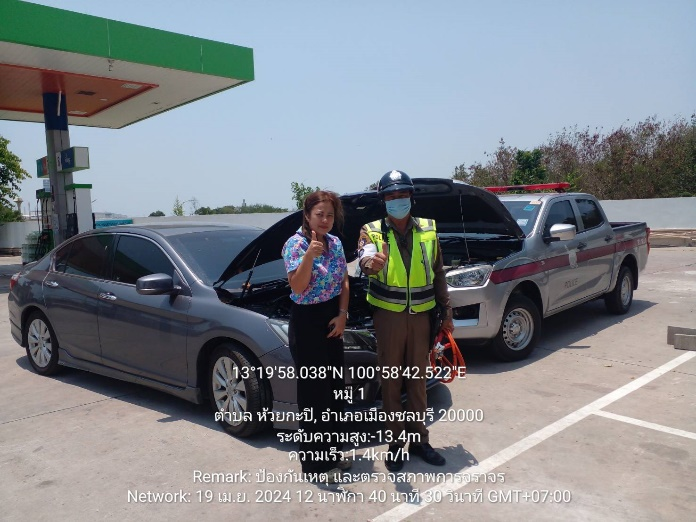 13°19'58.038"N 100°58'42.522"E
หมู่ 1
ตำบล ห้วยกะปิ, อำเภอเมืองชลบุรี 20000
ระดับความสูง:-13.4m
ความเร็ว:1.4km/h
Remark: ป้องกันเหตุ และตรวจสภาพการจราจร
Network: 19 เม.ย. 2024 12 นาฬิกา 40 นาที 30 วินาที GMT+07:00